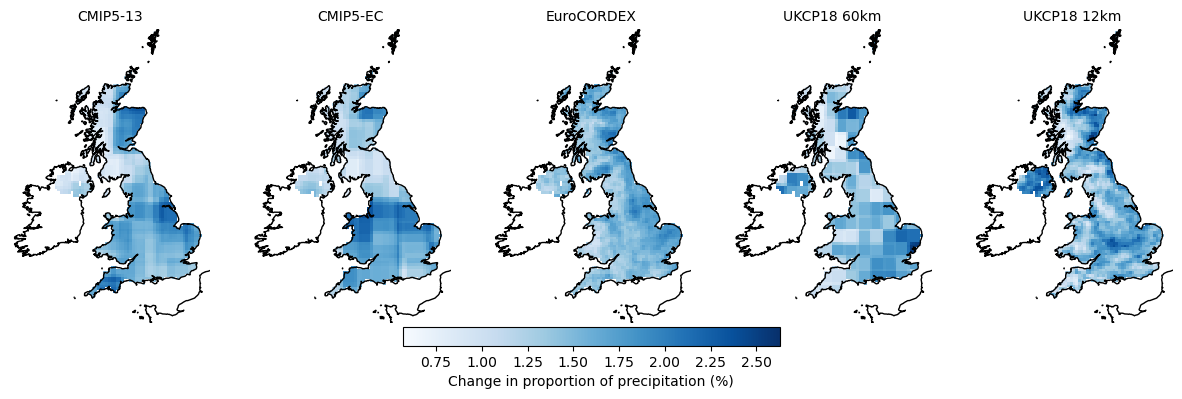 CMIP5-13 CMIP5-EC EuroCORDEX UKCP18 60km UKCP18 12km
0.75 1.00 1.25 1.50 1.75 2.00 2.25 2.50
Change in proportion of precipitation (%)